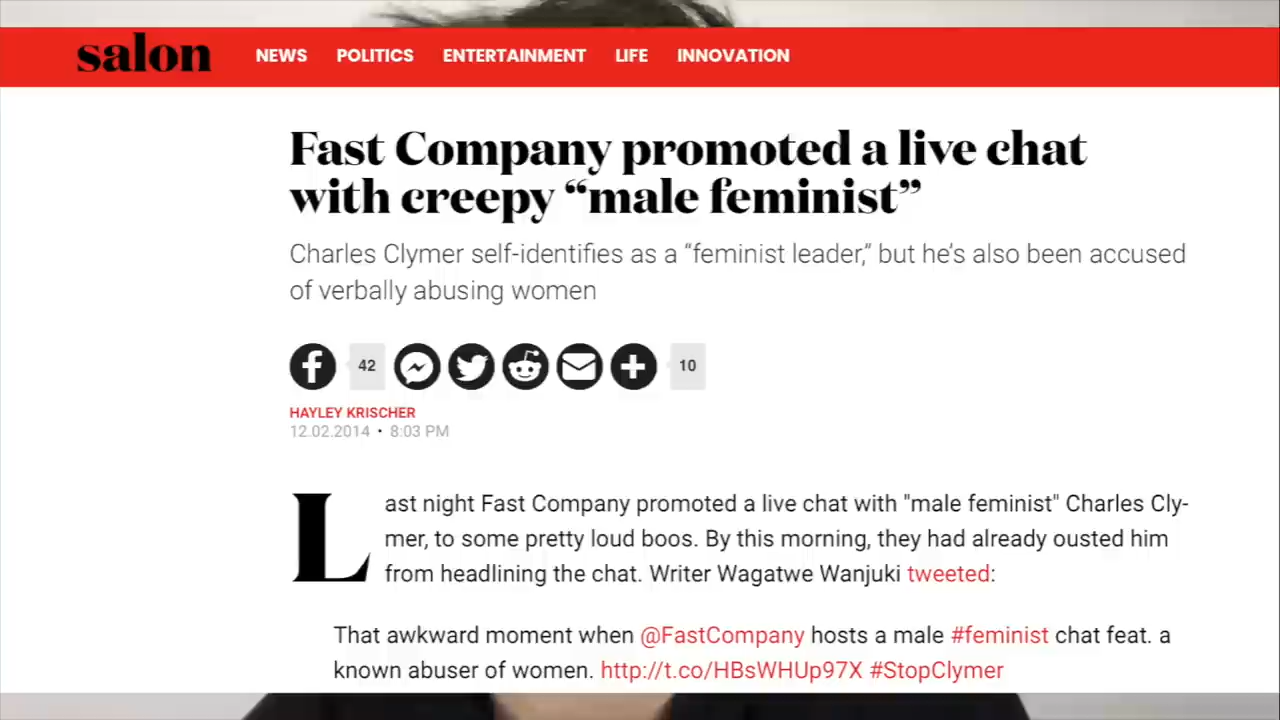 salon NEWS POLITICS ENTERTAINMENT LIFE INNOVATION
Fast Company promoted a live chat
with creepy “male feminist”
Charles Clymer self-identifies as a “feminist leader,” but he’s also been accused
of verbally abusing women
42 10
HAYLEY KRISCHER
12.02.2014 • 8:03 PM
Last night Fast Company promoted a live chat with "male feminist" Charles Cly-
mer, to some pretty loud boos. By this morning, they had already ousted him
from headlining the chat. Writer Wagatwe Wanjuki tweeted:
That awkward moment when @FastCompany hosts a male #feminist chat feat. a
known abuser of women. http://t.co/HBsWHUp97X #StopClymer